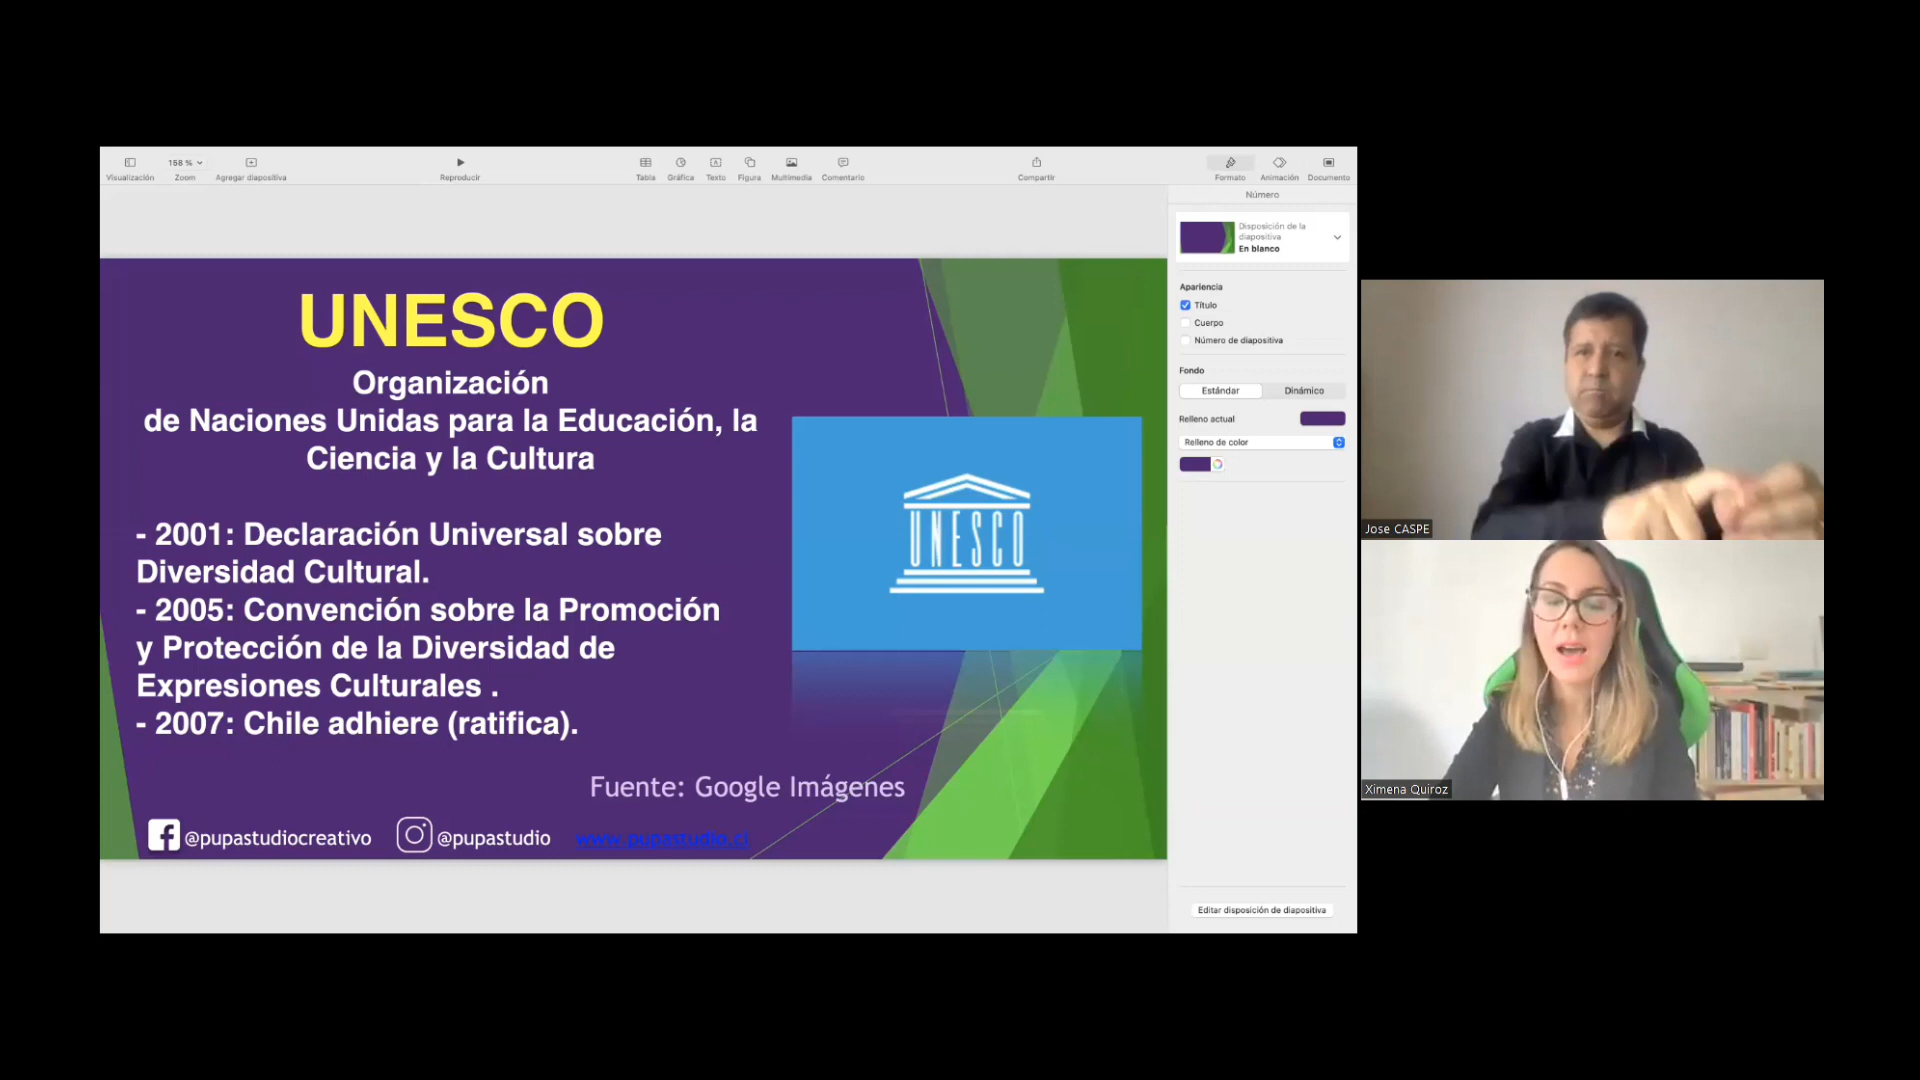 Visualización
158 %
Zoom
Agregar diapositiva
Reproducir
Tabla
Gráfica
Texto
Figura
Multimedia
Comentario
Compartir
Formato
Animación
Documento
Número
Disposición de la
diapositiva
En blanco
Apariencia
Título
Cuerpo
Número de diapositiva
Fondo
Estándar
Dinámico
Relleno actual
Relleno de color
Editar disposición de diapositiva
UNESCO
Organización
de Naciones Unidas para la Educación, la
Ciencia y la Cultura
- 2001: Declaración Universal sobre
Diversidad Cultural.
- 2005: Convención sobre la Promoción
y Protección de la Diversidad de
Expresiones Culturales .
- 2007: Chile adhiere (ratifica).
UNESCO
Fuente: Google Imágenes
@pupastudiocreativo
@pupastudio
www.pupastudio.cl
Jose CASPE
Ximena Quiroz